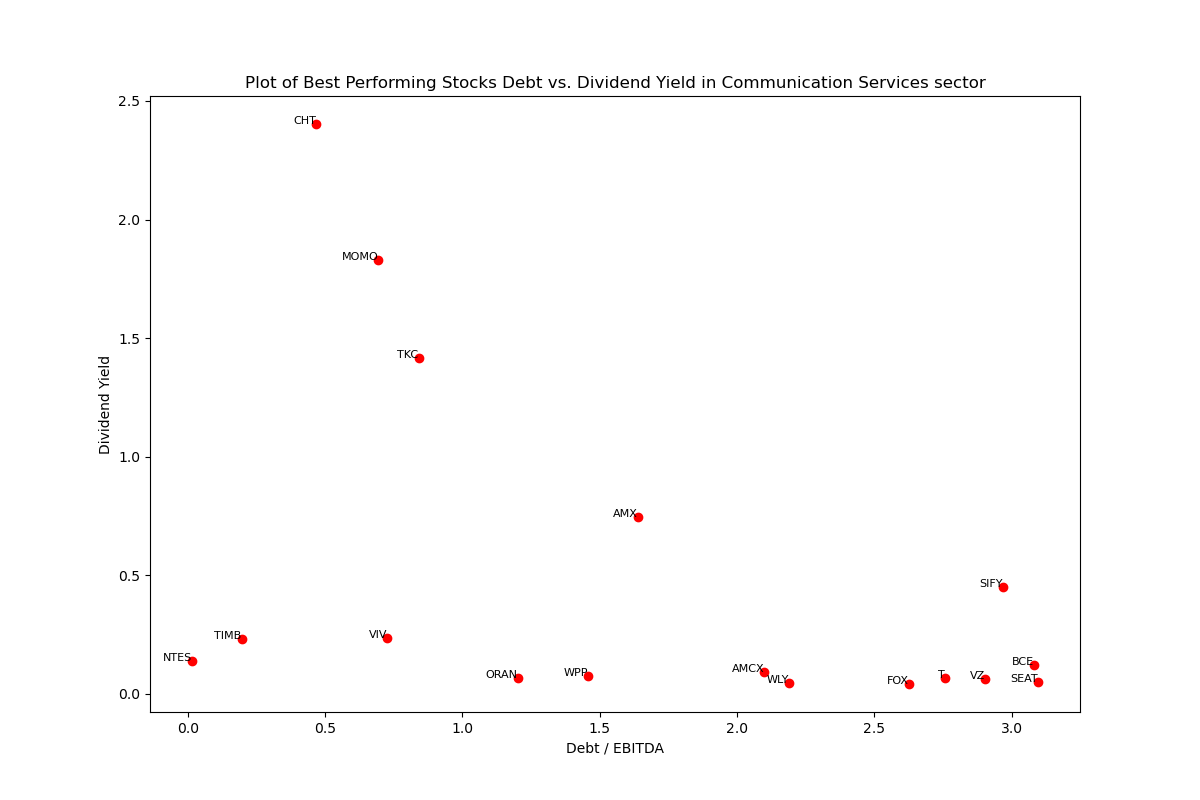 Plot of Best Performing Stocks Debt vs. Dividend Yield in Communication Services sector
2.5
CHT
2.0
MOMO
1.5
TKC
Dividend Yield
1.0
AMX
0.5
SIFY
TIMB
VIV
NTES
BCE
AMCX
WPP
ORAN
T
VZ
SEAT
WLY
FOX
0.0
0.0 0.5 1.0 1.5 2.0 2.5 3.0
Debt / EBITDA